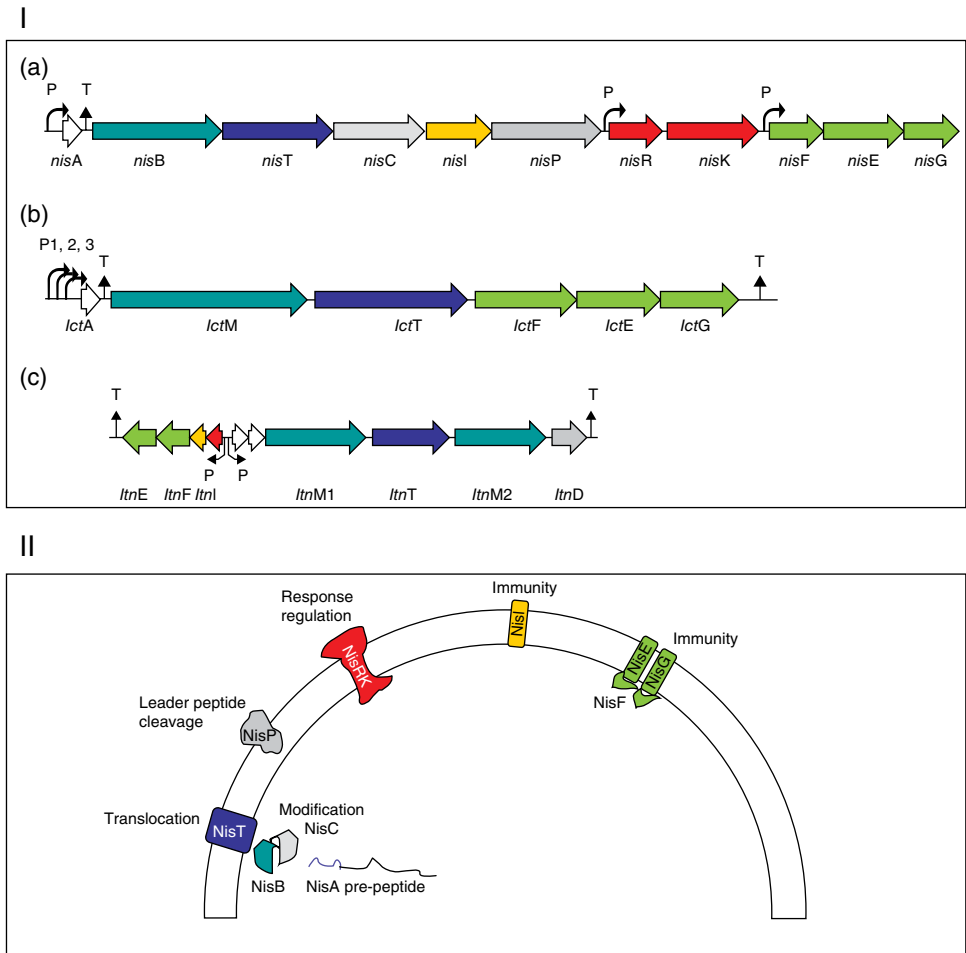 I
(a)
P T P P
nisA nisB nisT nisC nisI nisP nisR nisK nisF nisE nisG
(b)
P1, 2, 3
T T
lctA lctM lctT lctF lctE lctG
(c)
T T
P P
ltnE ltnF ltnI ltnM1 ltnT ltnM2 ltnD
II
Immunity
Response
regulation
NisI
Immunity
NisE
NisG
NisRK
NisF
Leader peptide
cleavage
NisP
Translocation
Modification
NisC
NisT
NisB
NisA pre-peptide